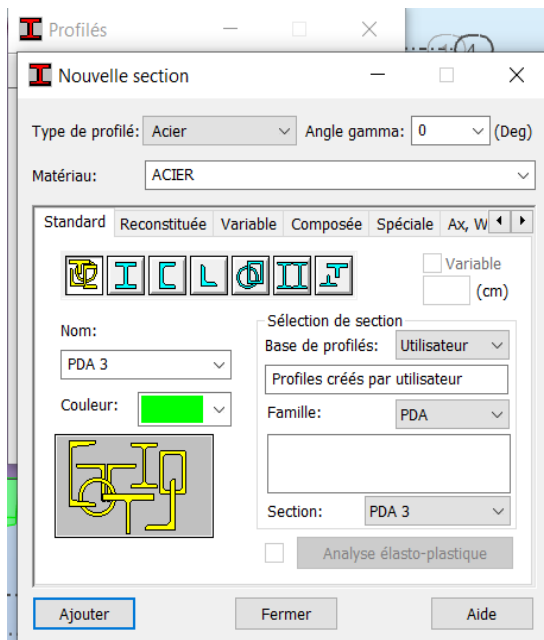 Profilés
4
Nouvelle section
Type de profilé: Acier Angle gamma: 0 (Deg)
Matériau: ACIER
Standard Reconstituée Variable Composée Spéciale Ax, W
Variable
(cm)
Nom:
PDA 3
Couleur:
Sélection de section
Base de profilés: Utilisateur
Profiles créés par utilisateur
Famille: PDA
Section: PDA 3
Analyse élasto-plastique
Ajouter Fermer Aide